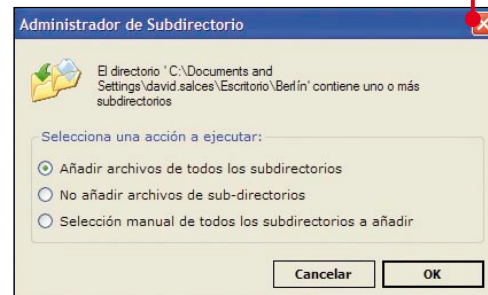 Administrador de Subdirectorio
El directorio ' C:\Documents and
Settings\david.salces\Escritorio\Berlín' contiene uno o más
subdirectorios
Selecciona una acción a ejecutar:
Añadir archivos de todos los subdirectorios
No añadir archivos de sub-directorios
Selección manual de todos los subdirectorios a añadir
Cancelar
OK